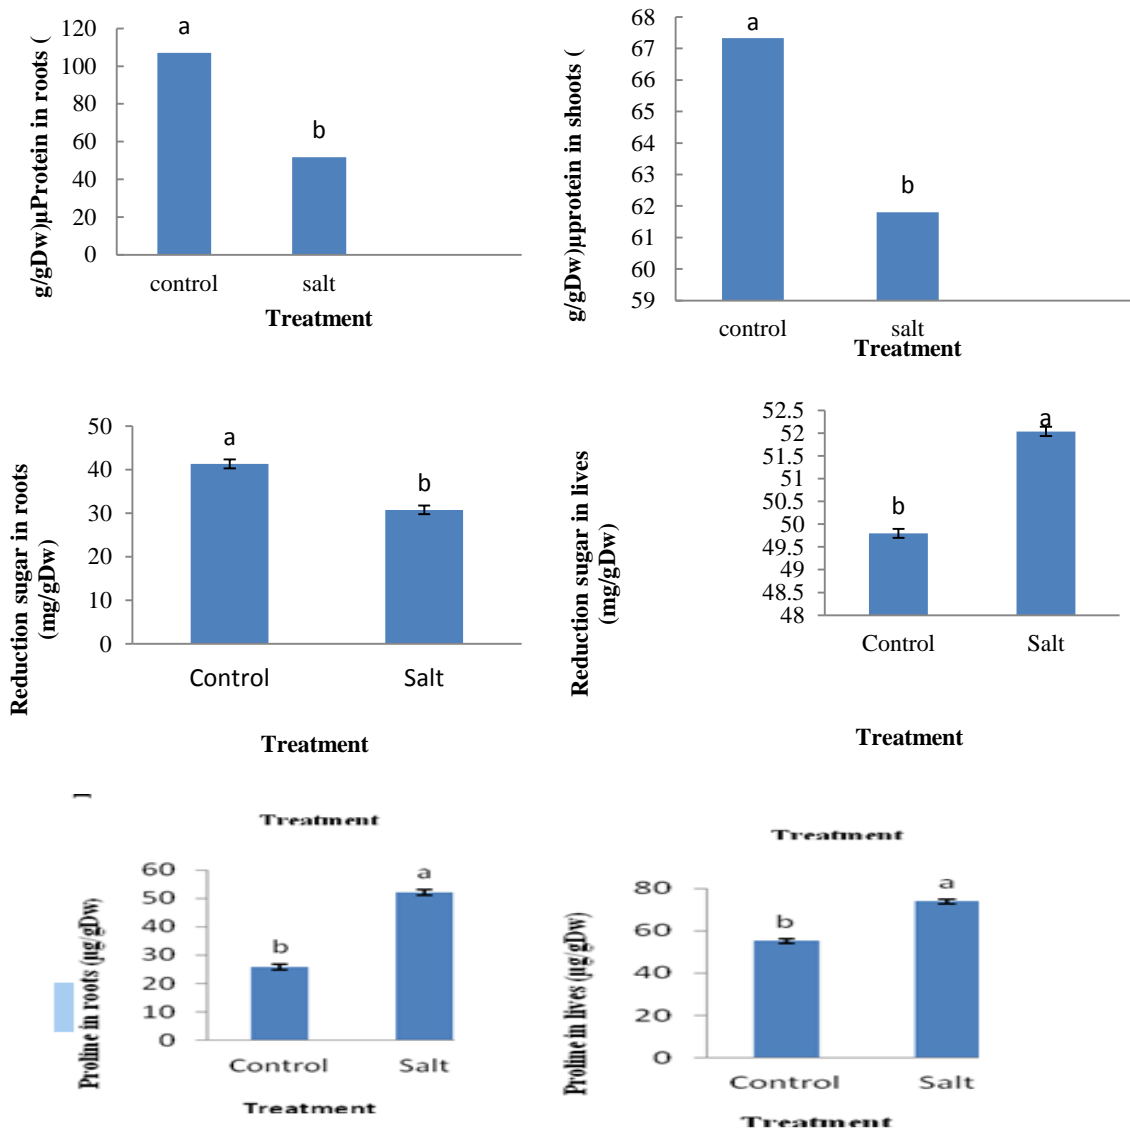 g/gDw)µProtein in roots (
120
100
80
60
40
20
0
a
b
control
salt
Treatment
g/gDw)µprotein in shoots (
68
67
66
65
64
63
62
61
60
59
a
b
control
salt
Treatment
Reduction sugar in roots
(mg/gDw)
50
40
30
20
10
0
a
b
Control
Salt
Treatment
Reduction sugar in lives
(mg/gDw)
52.5
52
51.5
51
50.5
50
49.5
49
48.5
48
b
a
Control
Salt
Treatment
Treatment
Proline in roots (µg/gDw)
60
50
40
30
20
10
0
b
a
Control
Salt
Treatment
Treatment
Proline in lives (µg/gDw)
80
60
40
20
0
b
a
Control
Salt
Treatment